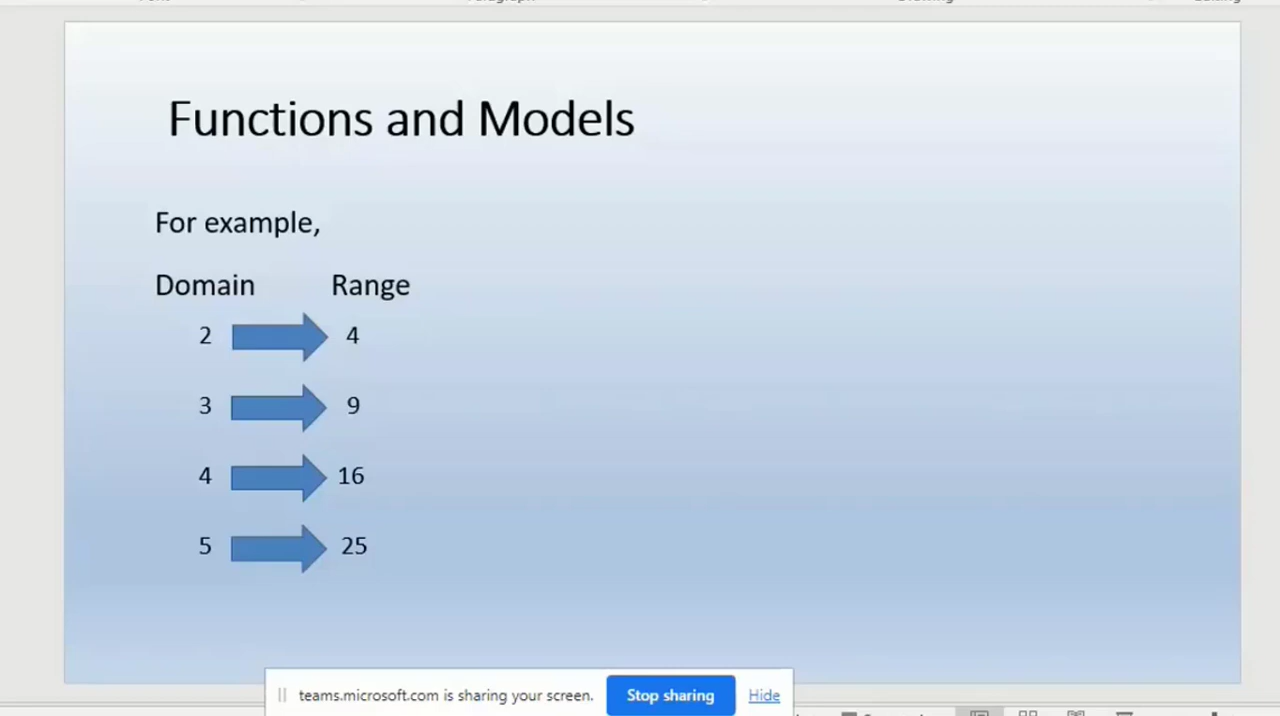 Functions and Models
For example,
Domain Range
2 4
3 9
4 16
5 25
teams.microsoft.com is sharing your screen. Stop sharing Hide